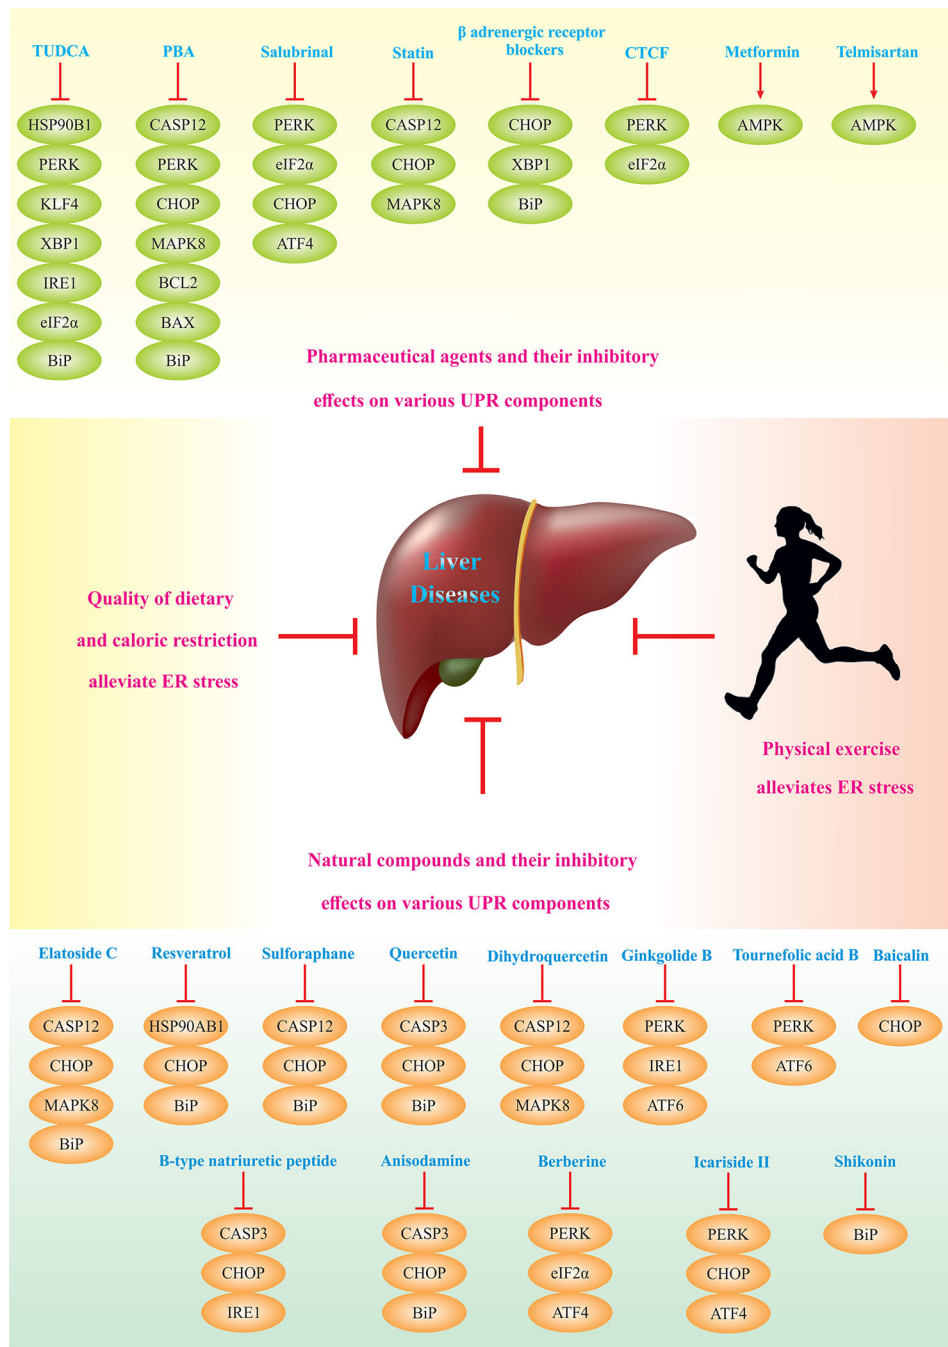 TUDCA
PBA
Salubrinal
Statin
β adrenergic receptor
blockers
CTCF
Metformin
Telmisartan
HSP90B1
PERK
KLF4
XBP1
IRE1
eIF2α
BiP
CASP12
PERK
CHOP
MAPK8
BCL2
BAX
BiP
PERK
eIF2α
CHOP
ATF4
CASP12
CHOP
MAPK8
CHOP
XBP1
BiP
PERK
eIF2α
AMPK
AMPK
Pharmaceutical agents and their inhibitory
effects on various UPR components
Liver
Diseases
Quality of dietary
and caloric restriction
alleviate ER stress
Physical exercise
alleviates ER stress
Natural compounds and their inhibitory
effects on various UPR components
Elatoside C
Resveratrol
Sulforaphane
Quercetin
Dihydroquercetin
Ginkgolide B
Tournefolic acid B
Baicalin
CASP12
CHOP
MAPK8
BiP
HSP90AB1
CHOP
BiP
CASP12
CHOP
BiP
CASP3
CHOP
BiP
CASP12
CHOP
MAPK8
PERK
IRE1
ATF6
PERK
ATF6
CHOP
B-type natriuretic peptide
Anisodamine
Berberine
Icariside II
Shikonin
CASP3
CHOP
IRE1
CASP3
CHOP
BiP
PERK
eIF2α
ATF4
PERK
CHOP
ATF4
BiP